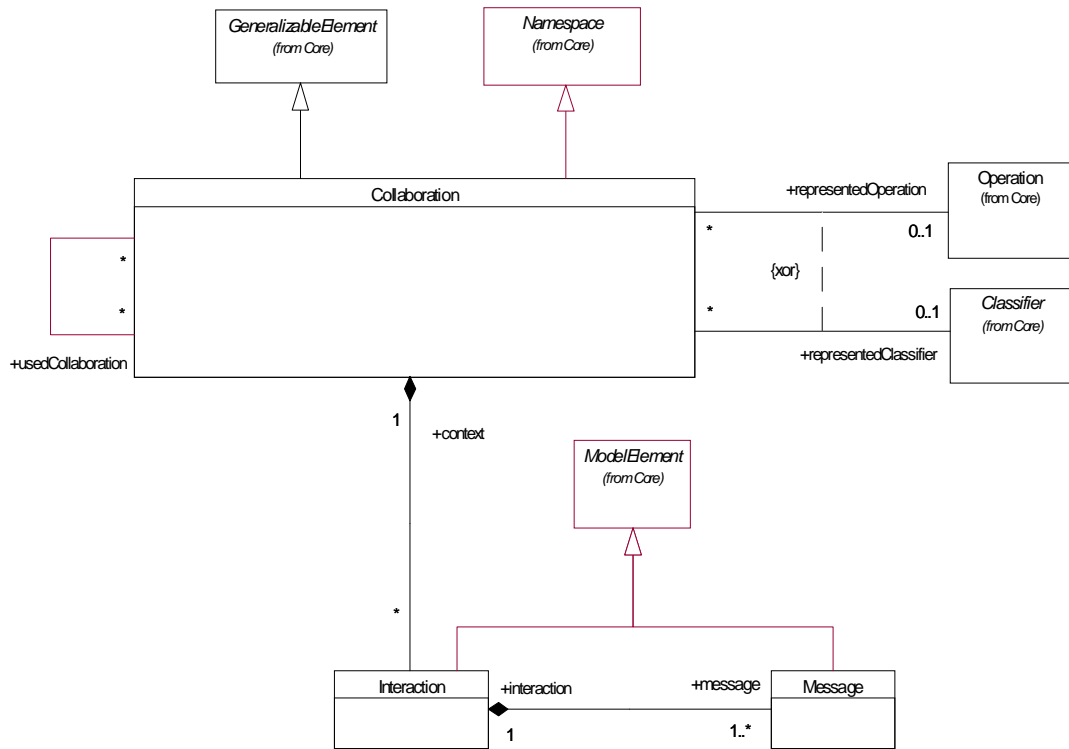 GeneralizableElement
(from Core)
Namespace
(from Core)
Collaboration
+representedOperation
Operation
(from Core)
*
0..1
*
{xor}
*
*
0..1
Classifier
(from Core)
+usedCollaboration
+representedClassifier
1
+context
ModelElement
(from Core)
*
Interaction
+interaction
+message
Message
1
1..*